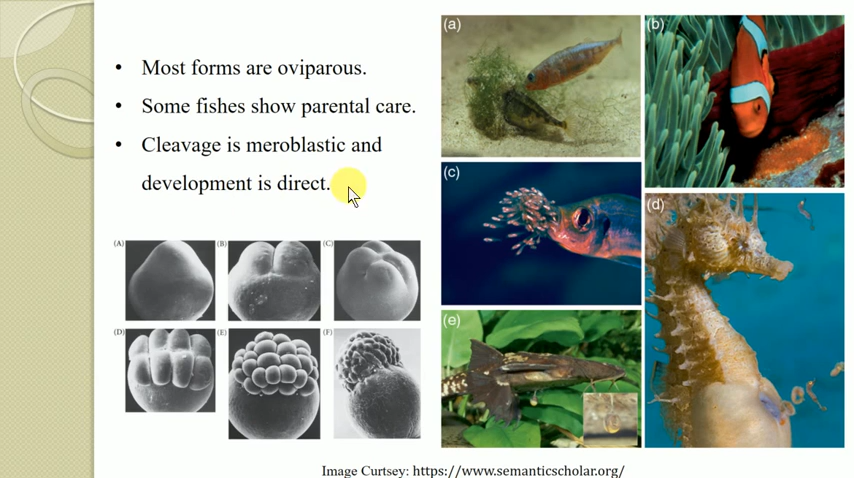 • Most forms are oviparous.
• Some fishes show parental care.
• Cleavage is meroblastic and
development is direct.
(A) (B) (C)
(D) (E) (F)
(a) (b)
(c) (d)
(e)
Image Curtsey: https://www.semanticscholar.org/